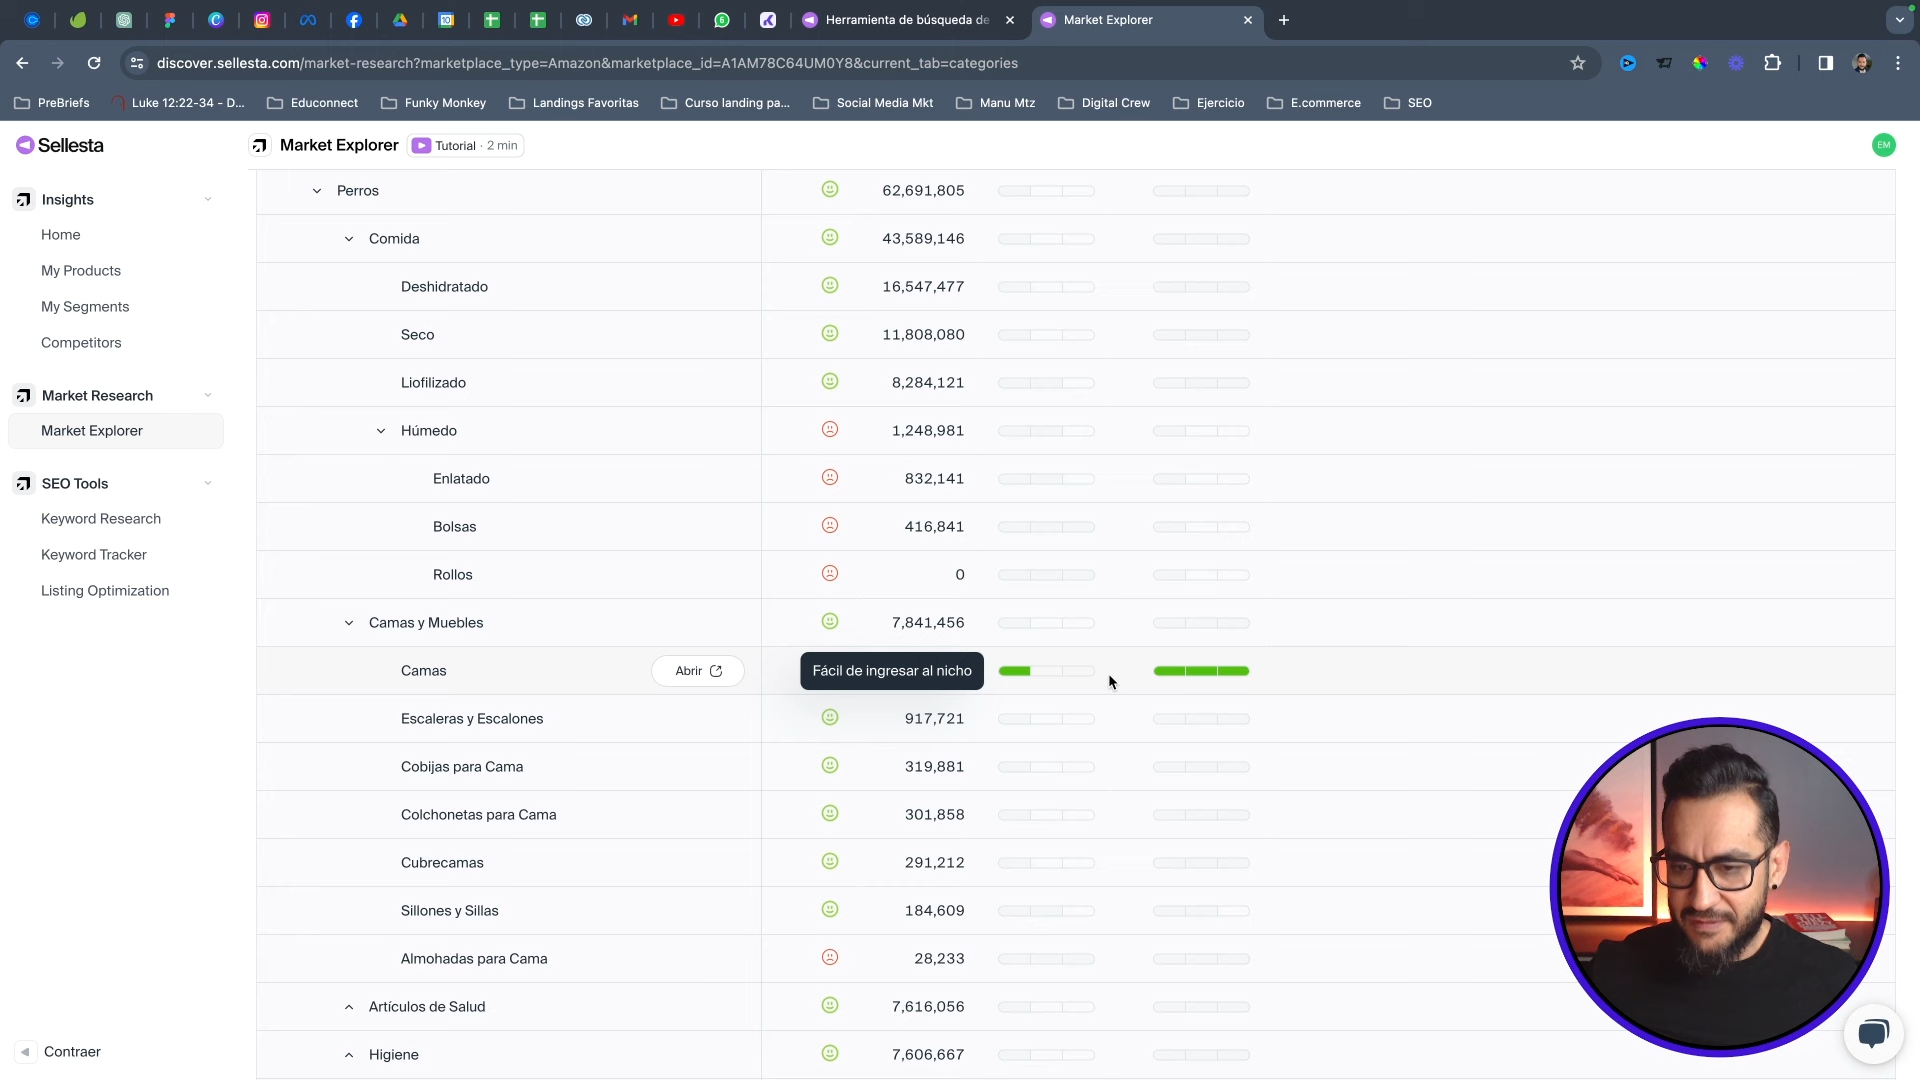 Herramienta de búsqueda de
Market Explorer
discover.sellesta.com/market-research?marketplace_type=Amazon&marketplace_id=A1AM78C64UM0Y8&current_tab=categories
PreBriefs
Luke 12:22-34 - D...
Educonnect
Funky Monkey
Landings Favoritas
Curso landing pa...
Social Media Mkt
Manu Mtz
Digital Crew
Ejercicio
E.commerce
SEO
Sellesta
Market Explorer
Tutorial · 2 min
EM
Insights
Home
My Products
My Segments
Competitors
Market Research
Market Explorer
SEO Tools
Keyword Research
Keyword Tracker
Listing Optimization
Contraer
Perros 62,691,805
Comida 43,589,146
Deshidratado 16,547,477
Seco 11,808,080
Liofilizado 8,284,121
Húmedo 1,248,981
Enlatado 832,141
Bolsas 416,841
Rollos 0
Camas y Muebles 7,841,456
Camas Abrir Fácil de ingresar al nicho
Escaleras y Escalones 917,721
Cobijas para Cama 319,881
Colchonetas para Cama 301,858
Cubrecamas 291,212
Sillones y Sillas 184,609
Almohadas para Cama 28,233
Artículos de Salud 7,616,056
Higiene 7,606,667